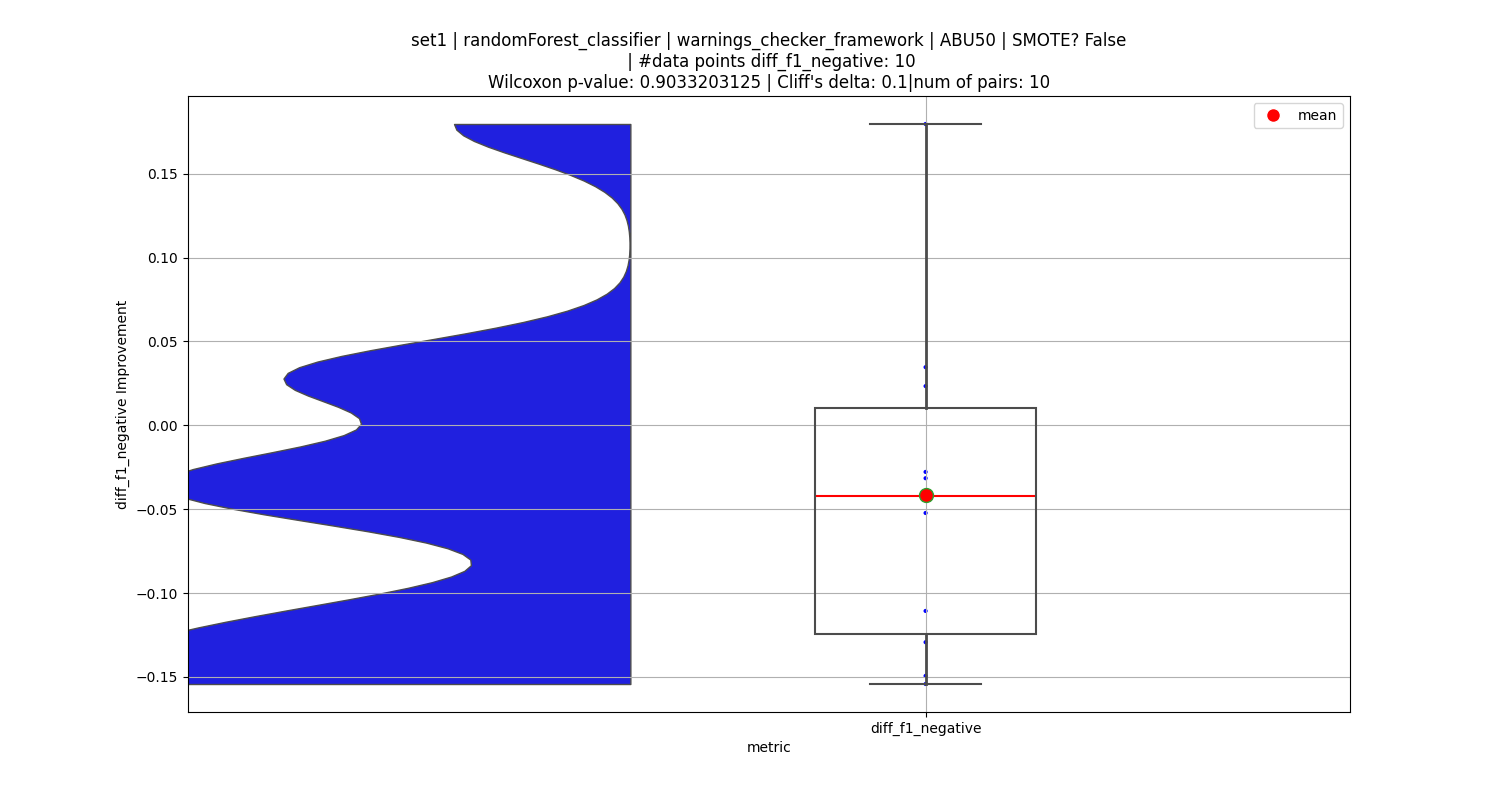 set1 | randomForest_classifier | warnings_checker_framework | ABU50 | SMOTE? False
| #data points diff_f1_negative: 10
Wilcoxon p-value: 0.9033203125 | Cliff's delta: 0.1|num of pairs: 10
mean
0.15
0.10
0.05
0.00
−0.05
−0.10
−0.15
diff_f1_negative Improvement
diff_f1_negative
metric